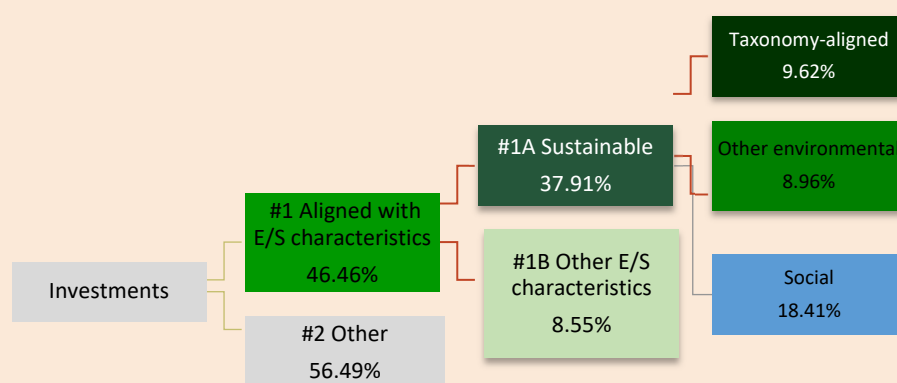 Taxonomy-aligned
9.62%
#1A Sustainable
37.91%
Other environmenta
8.96%
#1 Aligned with
E/S characteristics
46.46%
#1B Other E/S
characteristics
8.55%
Investments
Social
18.41%
#2 Other
56.49%